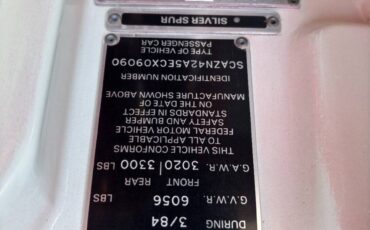 DURING 3/84
G.V.W.R. 6056 LBS
FRONT REAR
G.A.W.R. 3020 | 3300 LBS
THIS VEHICLE CONFORMS
TO ALL APPLICABLE
FEDERAL MOTOR VEHICLE
SAFETY AND BUMPER
STANDARDS IN EFFECT
ON THE DATE OF
MANUFACTURE SHOWN ABOVE
IDENTIFICATION NUMBER
SCAZN42A5ECX09090
TYPE OF VEHICLE
PASSENGER CAR
SILVER SPUR